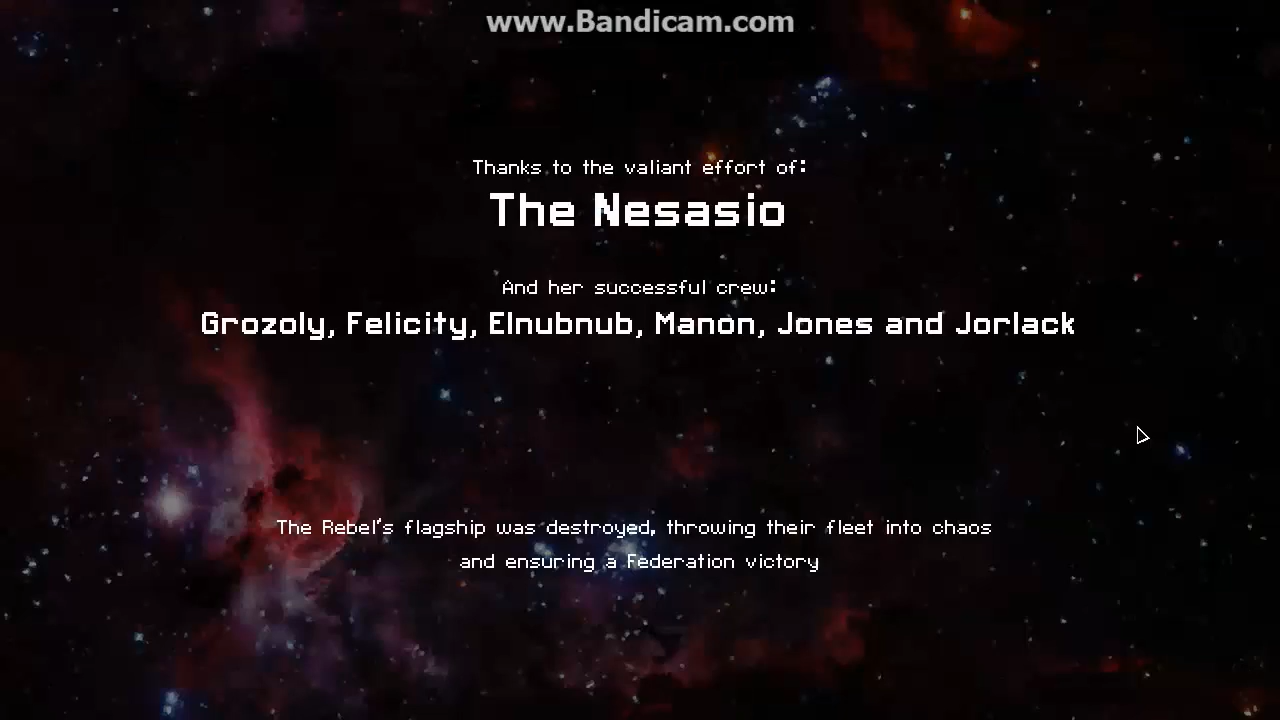 www.Bandicam.com
Thanks to the valiant effort of:
The Nesasio
And her successful crew:
Grozoly, Felicity, Elnubnub, Manon, Jones and Jorlack
The Rebel's flagship was destroyed, throwing their fleet into chaos
and ensuring a Federation victory